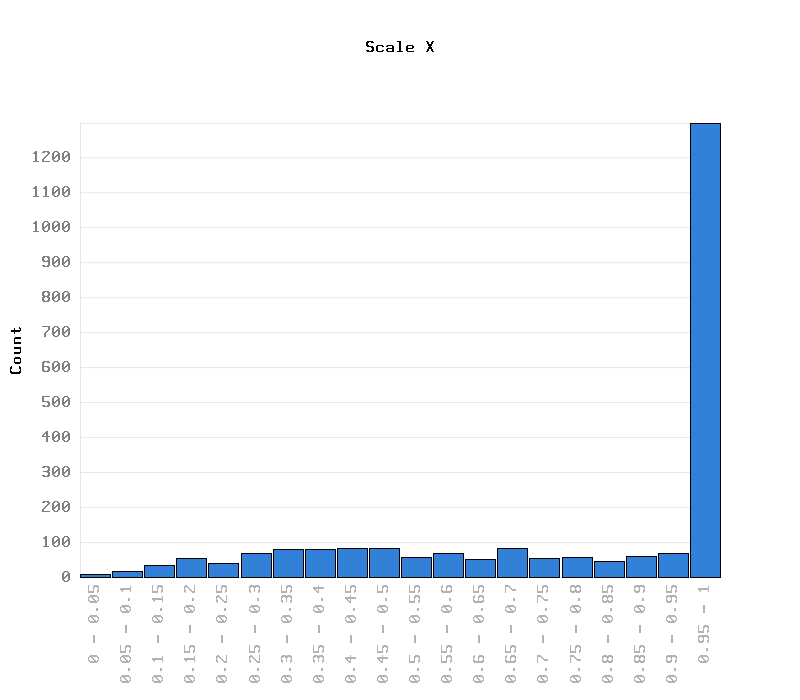 Scale X
Count
1200
1100
1000
900
800
700
600
500
400
300
200
100
0
0 - 0.05
0.05 - 0.1
0.1 - 0.15
0.15 - 0.2
0.2 - 0.25
0.25 - 0.3
0.3 - 0.35
0.35 - 0.4
0.4 - 0.45
0.45 - 0.5
0.5 - 0.55
0.55 - 0.6
0.6 - 0.65
0.65 - 0.7
0.7 - 0.75
0.75 - 0.8
0.8 - 0.85
0.85 - 0.9
0.9 - 0.95
0.95 - 1